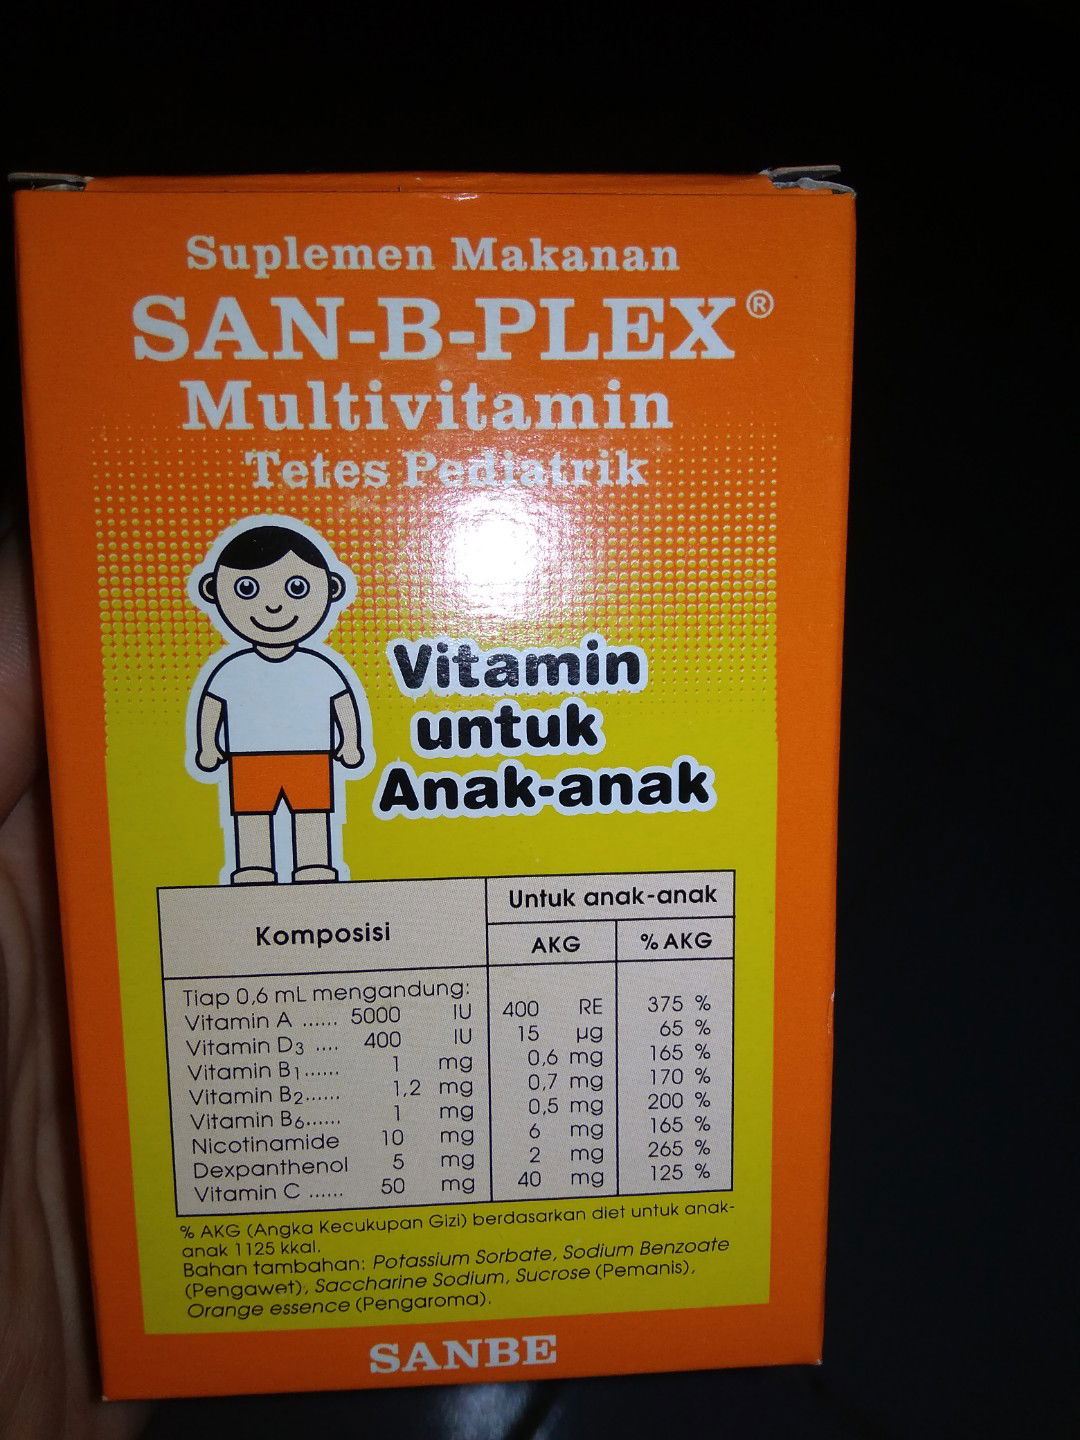 Suplemen Makanan
SAN-B-PLEX®
Multivitamin
Tetes Pediatrik
Vitamin
untuk
Anak-anak
Komposisi
Untuk anak-anak
AKG % AKG
Tiap 0,6 mL mengandung:
Vitamin A ...... 5000 IU 400 RE 375 %
Vitamin D3 .... 400 IU 15 µg 65 %
Vitamin B1...... 1 mg 0,6 mg 165 %
Vitamin B2...... 1,2 mg 0,7 mg 170 %
Vitamin B6...... 1 mg 0,5 mg 200 %
Nicotinamide 10 mg 6 mg 165 %
Dexpanthenol 5 mg 2 mg 265 %
Vitamin C ...... 50 mg 40 mg 125 %
% AKG (Angka Kecukupan Gizi) berdasarkan diet untuk anak-
anak 1125 kkal.
Bahan tambahan: Potassium Sorbate, Sodium Benzoate
(Pengawet), Saccharine Sodium, Sucrose (Pemanis),
Orange essence (Pengaroma).
SANBE